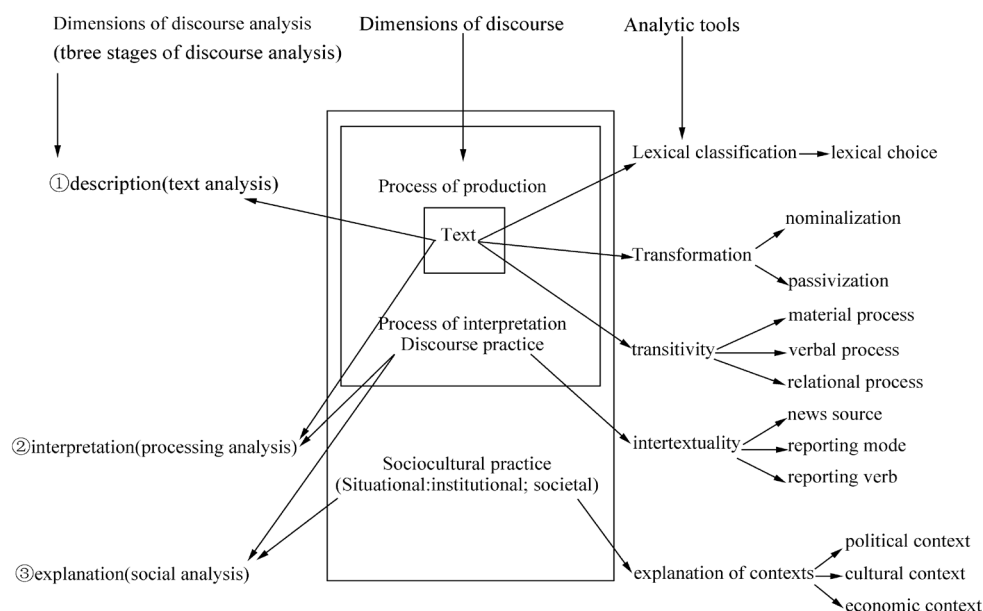 Dimensions of discourse analysis
(tbree stages of discourse analysis)
Dimensions of discourse
Analytic tools
①description(text analysis)
②interpretation(processing analysis)
③explanation(social analysis)
Process of production
Text
Process of interpretation
Discourse practice
Sociocultural practice
(Situational:institutional; societal)
Lexical classification
lexical choice
Transformation
nominalization
passivization
transitivity
material process
verbal process
relational process
intertextuality
news source
reporting mode
reporting verb
explanation of contexts
political context
cultural context
economic context